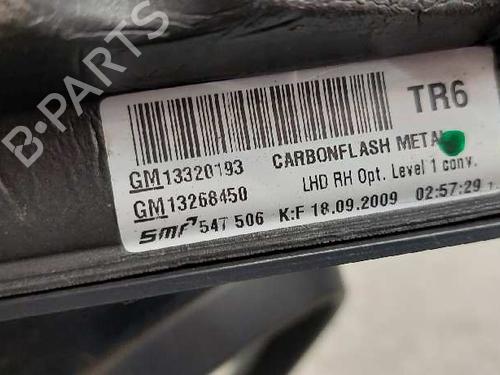 B-PARTS
TR6
GM13320193 CARBONFLASH METAL
GM13268450 LHD RH Opt. Level 1 conv.
SMR 547 506 K:F 18.09.2009 02:57:29